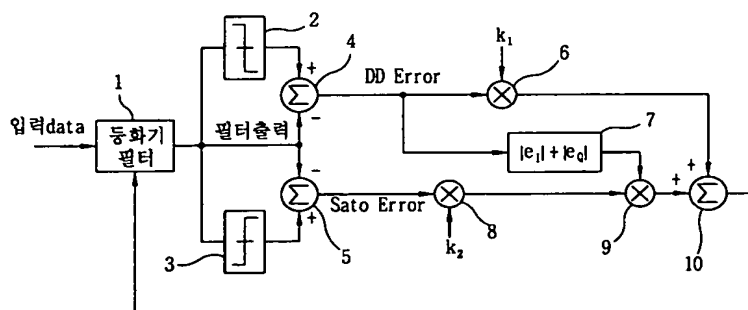 2
k₁
4
6
+
DD Error
1
입력data
등화기
필터
필터출력
Σ
−
7
|e_I| + |e_Q|
−
Σ
+
Sato Error
+
+
Σ
3
5
k₂
8
9
10